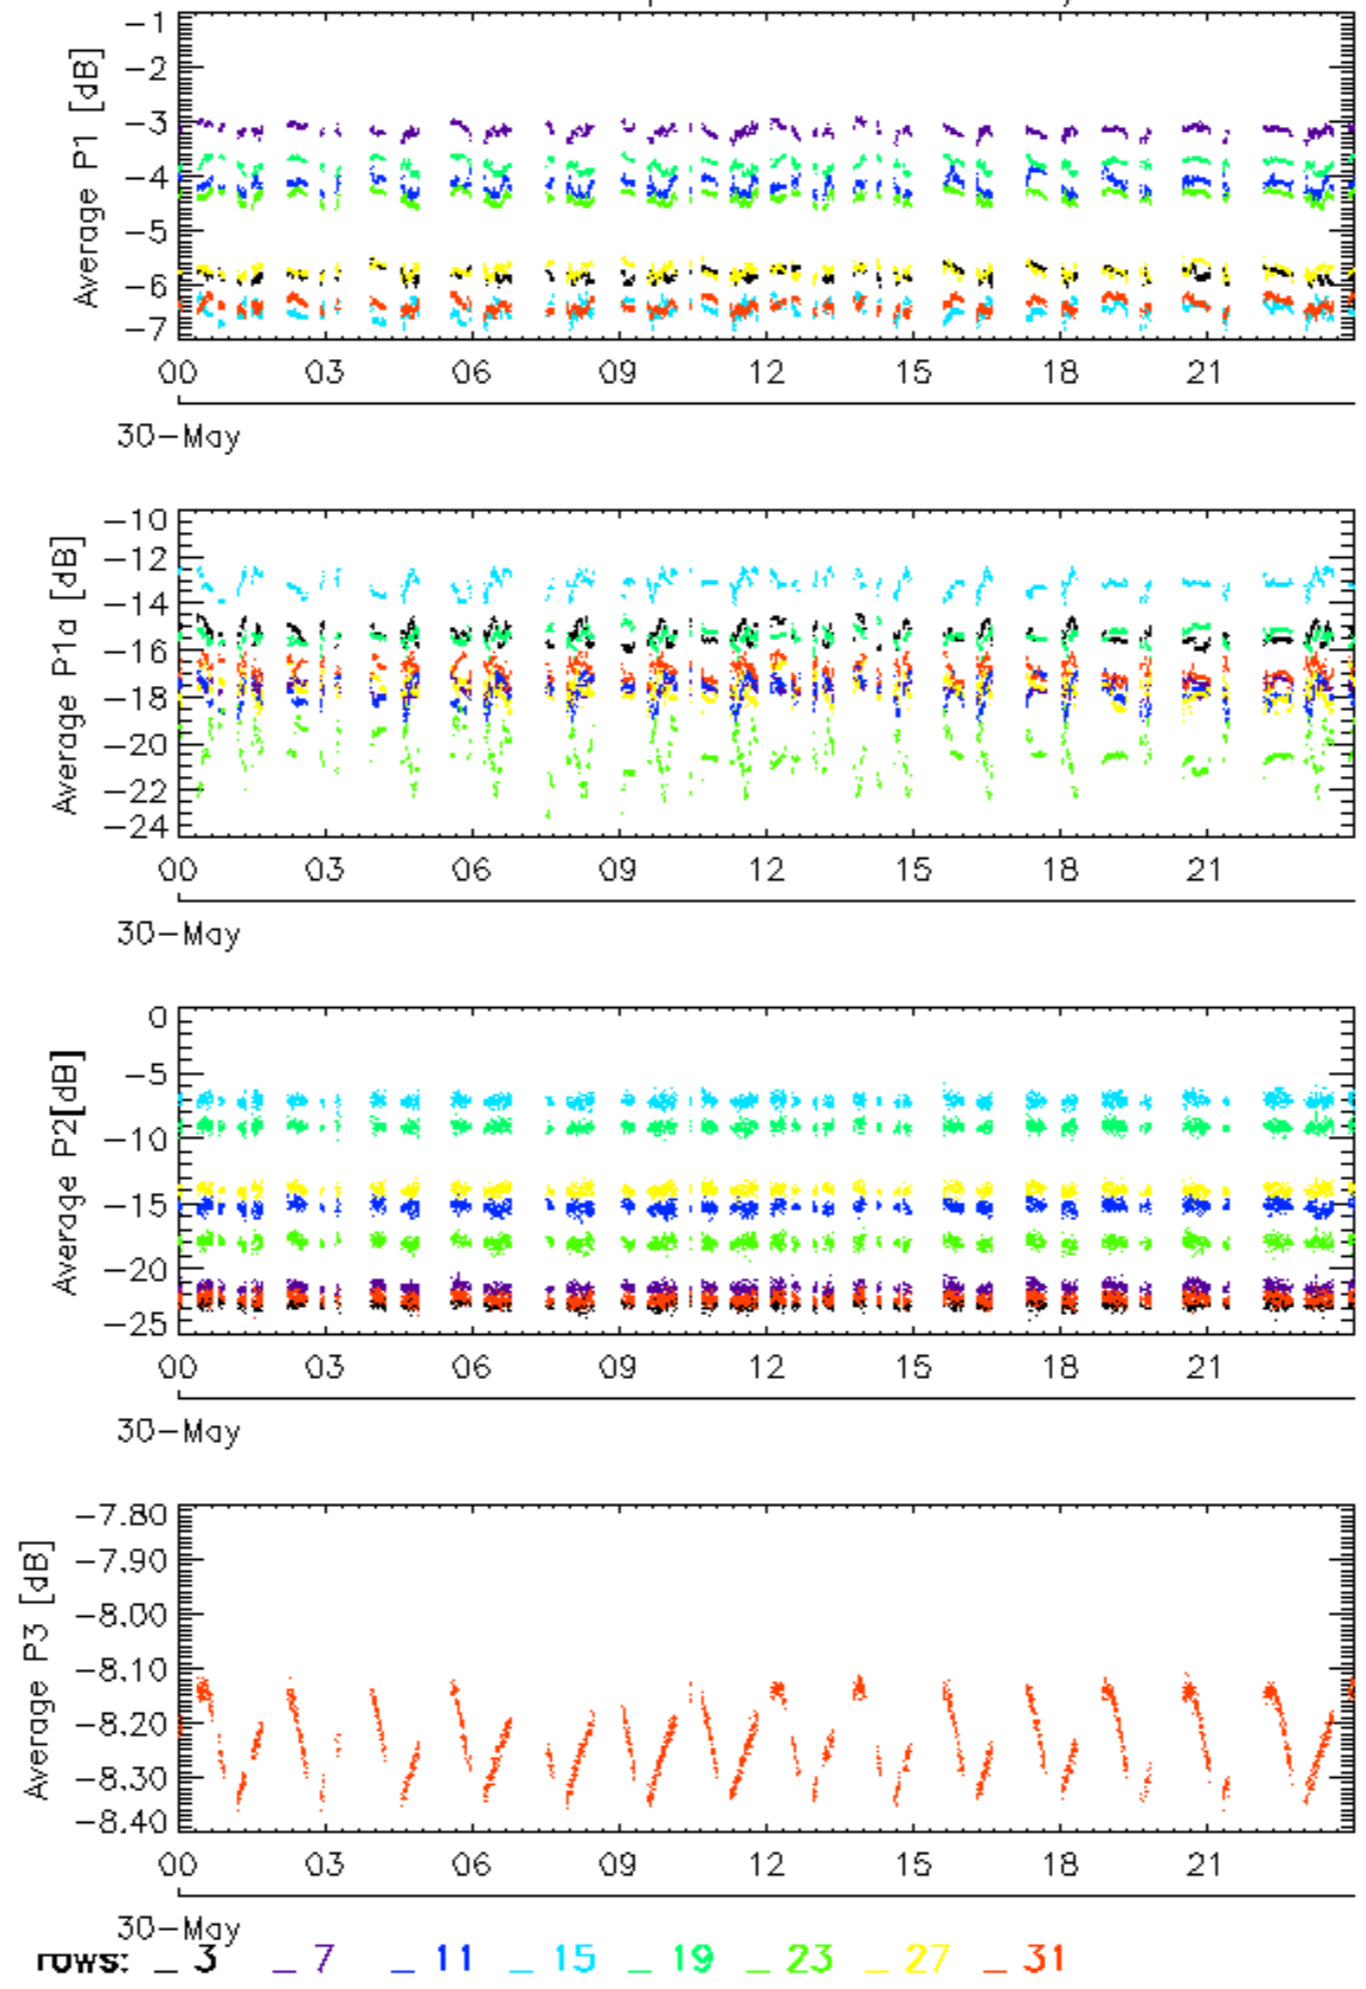 Average P1 [dB]
-1
-2
-3
-4
-5
-6
-7
00 03 06 09 12 15 18 21
30-May
Average P1a [dB]
-10
-12
-14
-16
-18
-20
-22
-24
00 03 06 09 12 15 18 21
30-May
Average P2[dB]
0
-5
-10
-15
-20
-25
00 03 06 09 12 15 18 21
30-May
Average P3 [dB]
-7.80
-7.90
-8.00
-8.10
-8.20
-8.30
-8.40
00 03 06 09 12 15 18 21
30-May
rows: _ 3 _ 7 _ 11 _ 15 _ 19 _ 23 _ 27 _ 31